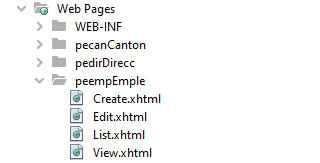 Web Pages
WEB-INF
pecanCanton
pedirDirecc
peempEmple
Create.xhtml
Edit.xhtml
List.xhtml
View.xhtml